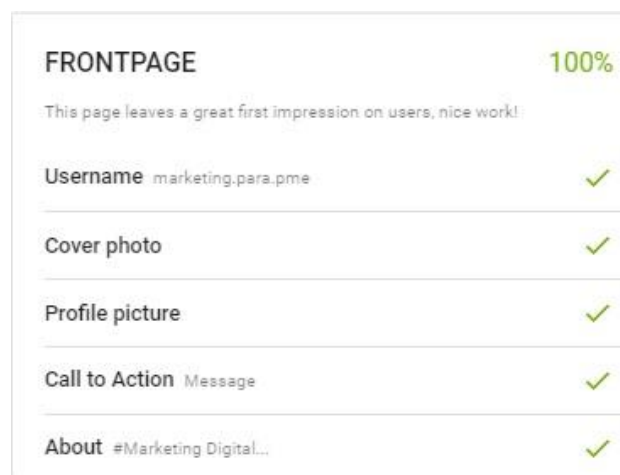 FRONTPAGE 100%
This page leaves a great first impression on users, nice work!
Username marketing.para.pme
Cover photo
Profile picture
Call to Action Message
About #Marketing Digital...